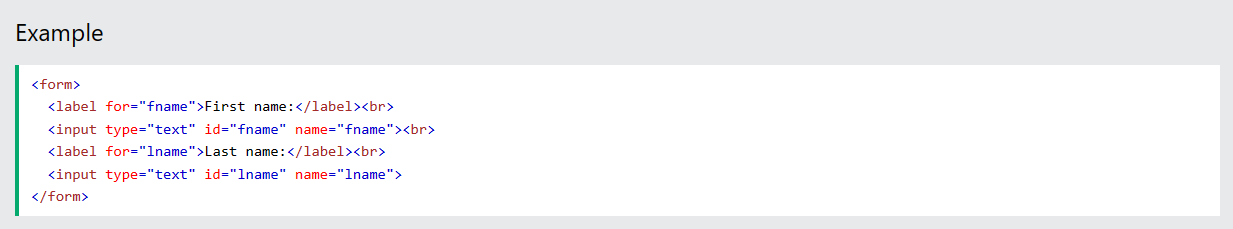 Example
<form>
  <label for="fname">First name:</label><br>
  <input type="text" id="fname" name="fname"><br>
  <label for="lname">Last name:</label><br>
  <input type="text" id="lname" name="lname">
</form>